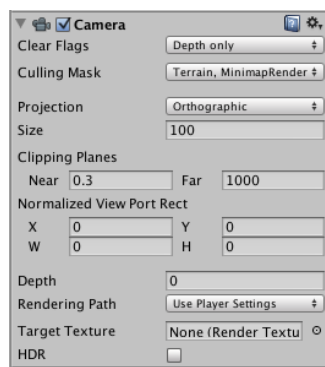 Camera
Clear Flags Depth only
Culling Mask Terrain, MinimapRender
Projection Orthographic
Size 100
Clipping Planes
Near 0.3 Far 1000
Normalized View Port Rect
X 0 Y 0
W 0 H 0
Depth 0
Rendering Path Use Player Settings
Target Texture None (Render Textu
HDR